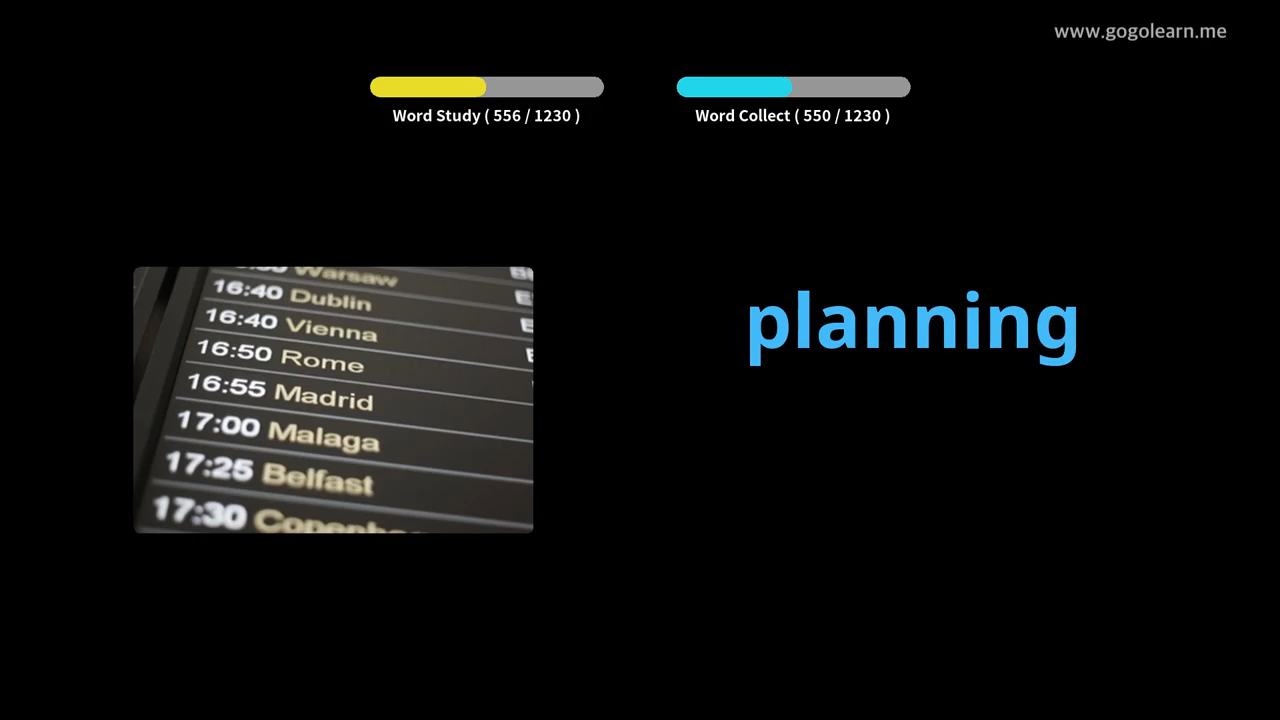 www.gogolearn.me
Word Study ( 556 / 1230 )
Word Collect ( 550 / 1230 )
Warsaw
16:40 Dublin
16:40 Vienna
16:50 Rome
16:55 Madrid
17:00 Malaga
17:25 Belfast
17:30
planning